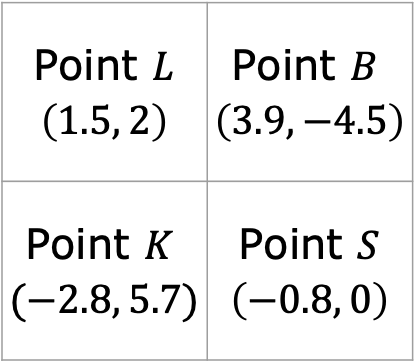 Point L
(1.5, 2)
Point B
(3.9, −4.5)
Point K
(−2.8, 5.7)
Point S
(−0.8, 0)